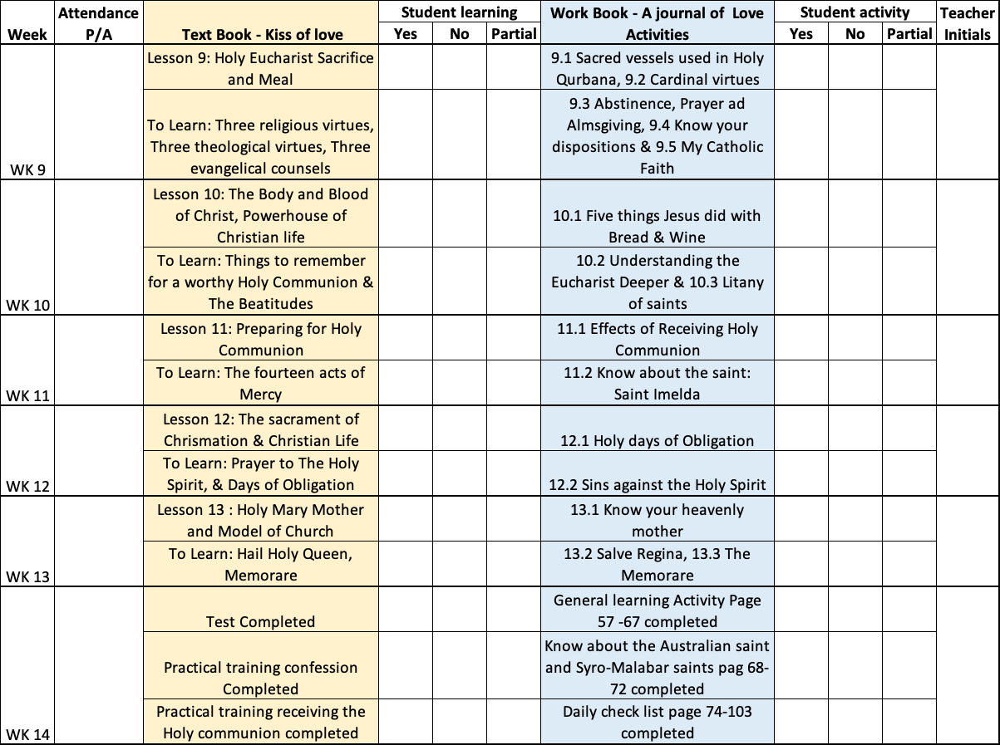 Week
Attendance
P/A
Text Book - Kiss of love
Student learning
Yes No Partial
Work Book - A journal of Love
Activities
Student activity
Yes No Partial
Teacher
Initials
WK 9
Lesson 9: Holy Eucharist Sacrifice
and Meal
9.1 Sacred vessels used in Holy
Qurbana, 9.2 Cardinal virtues
To Learn: Three religious virtues,
Three theological virtues, Three
evangelical counsels
9.3 Abstinence, Prayer ad
Almsgiving, 9.4 Know your
dispositions & 9.5 My Catholic
Faith
WK 10
Lesson 10: The Body and Blood
of Christ, Powerhouse of
Christian life
10.1 Five things Jesus did with
Bread & Wine
To Learn: Things to remember
for a worthy Holy Communion &
The Beatitudes
10.2 Understanding the
Eucharist Deeper & 10.3 Litany
of saints
WK 11
Lesson 11: Preparing for Holy
Communion
11.1 Effects of Receiving Holy
Communion
To Learn: The fourteen acts of
Mercy
11.2 Know about the saint:
Saint Imelda
WK 12
Lesson 12: The sacrament of
Chrismation & Christian Life
12.1 Holy days of Obligation
To Learn: Prayer to The Holy
Spirit, & Days of Obligation
12.2 Sins against the Holy Spirit
WK 13
Lesson 13 : Holy Mary Mother
and Model of Church
13.1 Know your heavenly
mother
To Learn: Hail Holy Queen,
Memorare
13.2 Salve Regina, 13.3 The
Memorare
WK 14
Test Completed
General learning Activity Page
57 -67 completed
Practical training confession
Completed
Know about the Australian saint
and Syro-Malabar saints pag 68-
72 completed
Practical training receiving the
Holy communion completed
Daily check list page 74-103
completed